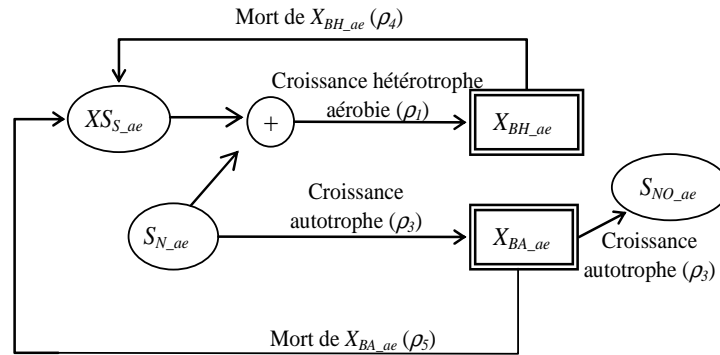 Mort de X_BH_ae (ρ4)
Croissance hétérotrophe
aérobie (ρ1)
XS_S_ae
+
X_BH_ae
S_NO_ae
Croissance
autotrophe (ρ3)
S_N_ae
X_BA_ae
Croissance
autotrophe (ρ3)
Mort de X_BA_ae (ρ5)